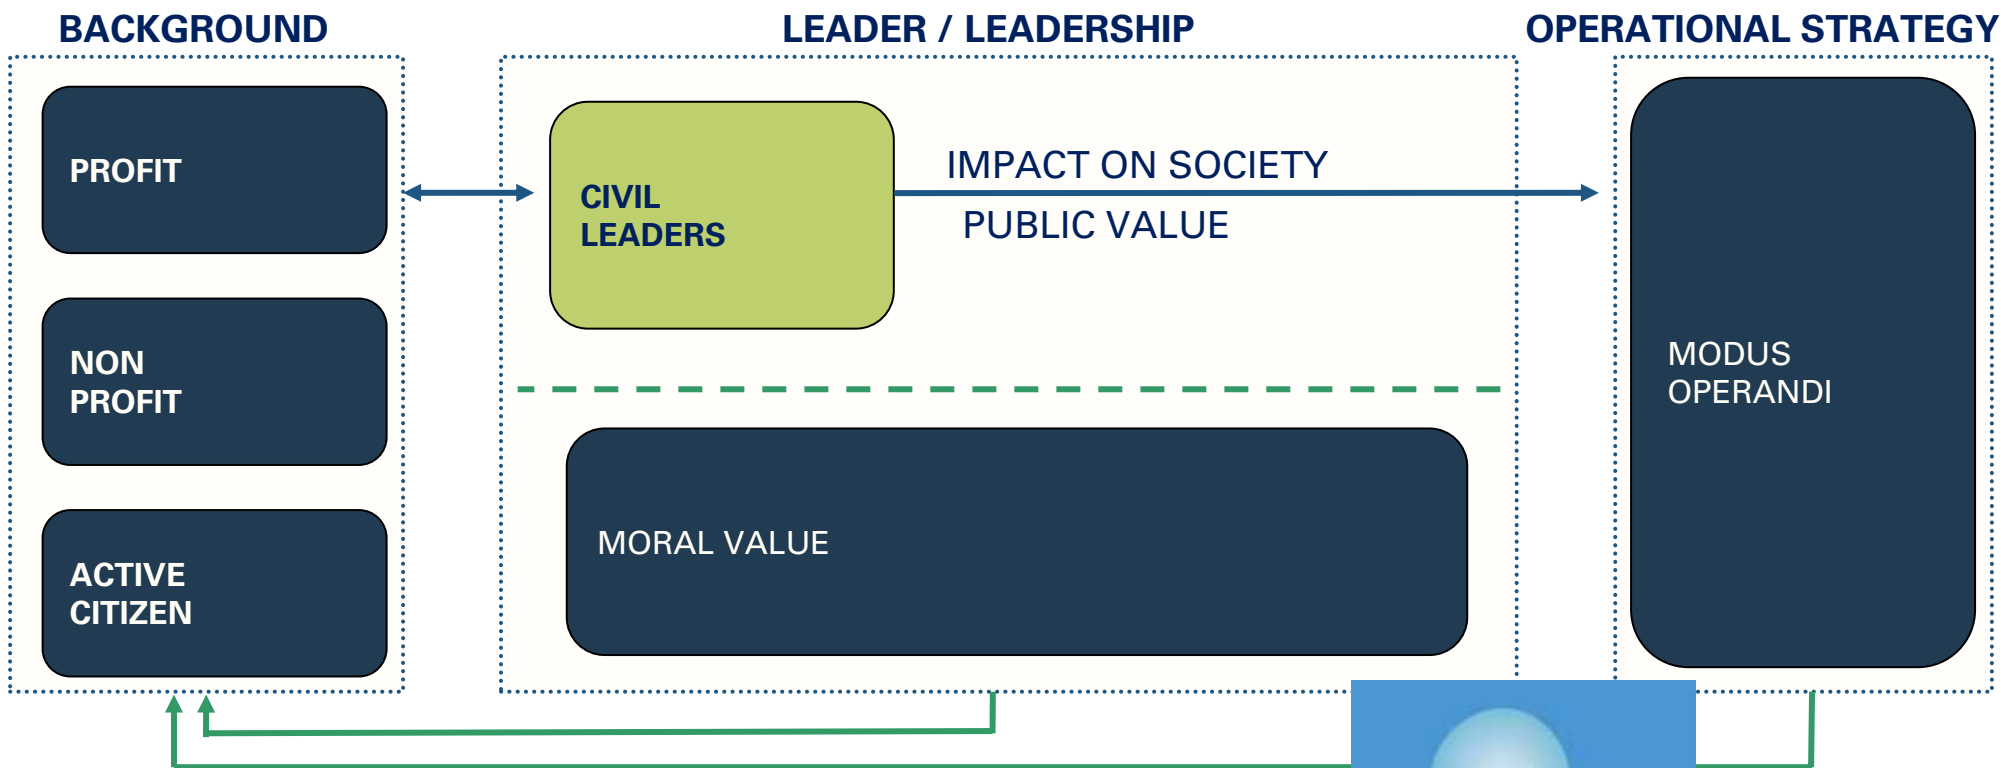 BACKGROUND
LEADER / LEADERSHIP
OPERATIONAL STRATEGY
PROFIT
NON
PROFIT
ACTIVE
CITIZEN
CIVIL
LEADERS
IMPACT ON SOCIETY
PUBLIC VALUE
MORAL VALUE
MODUS
OPERANDI